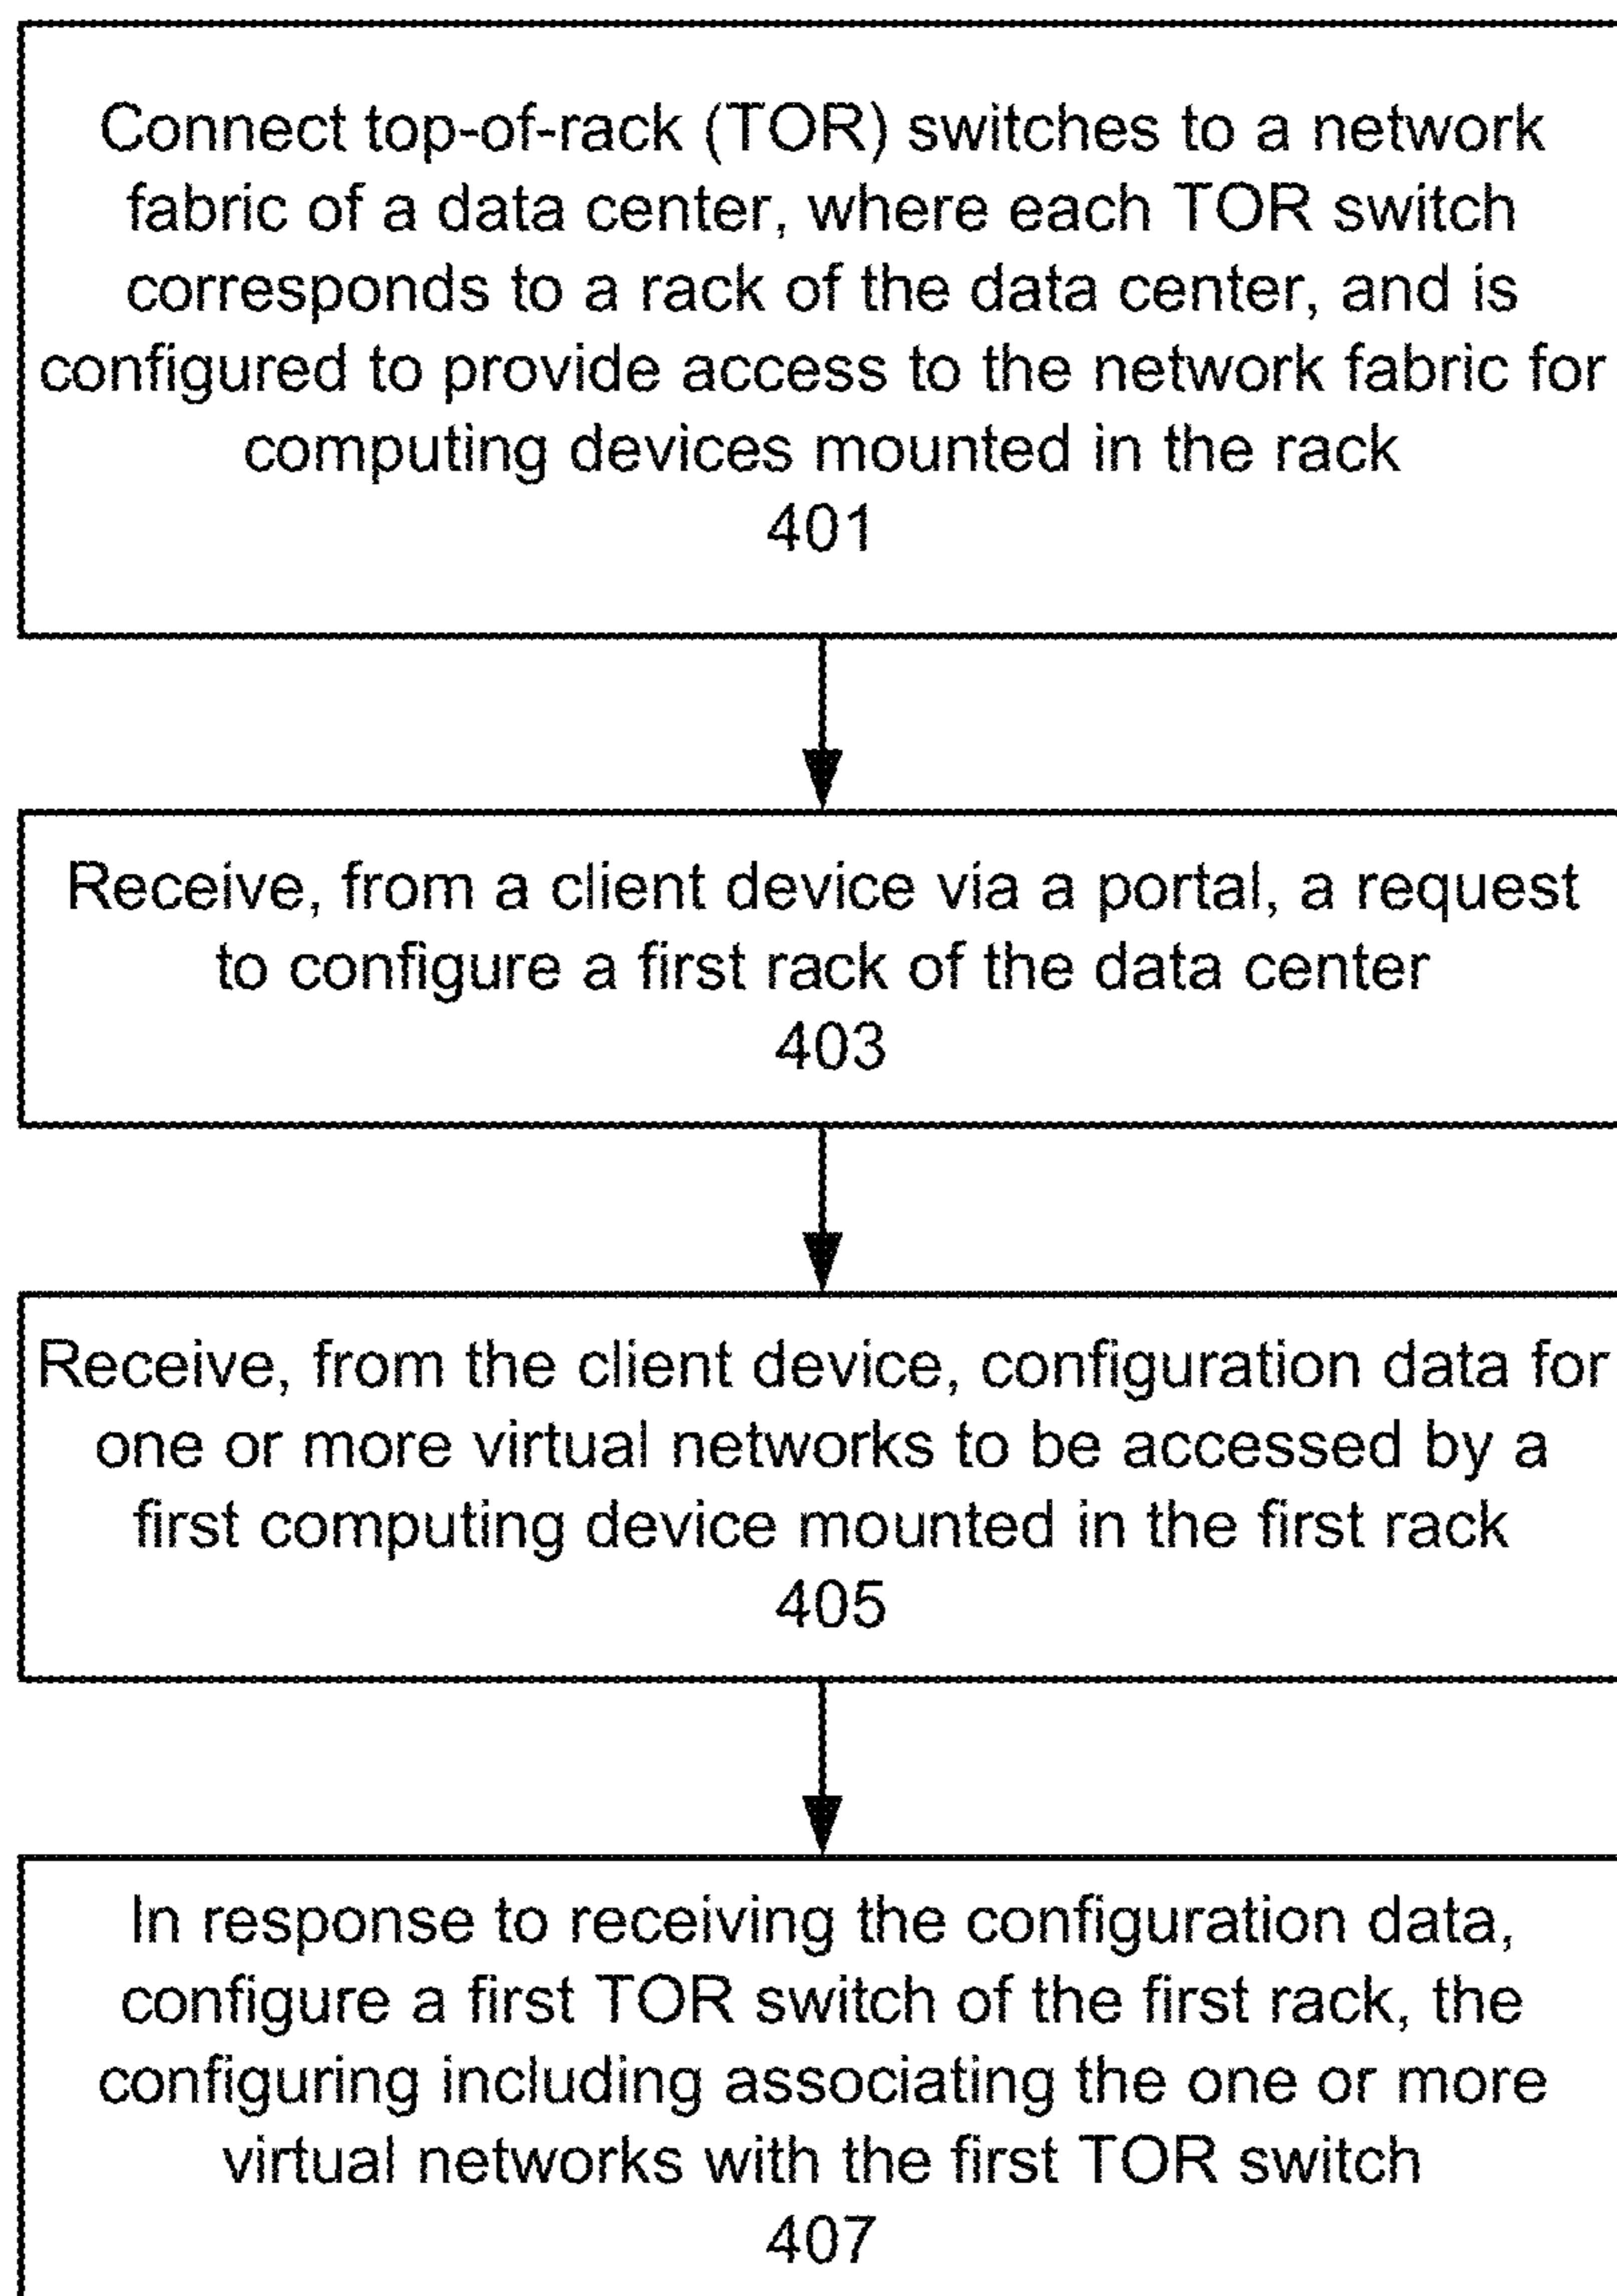 Connect top-of-rack (TOR) switches to a network
fabric of a data center, where each TOR switch
corresponds to a rack of the data center, and is
configured to provide access to the network fabric for
computing devices mounted in the rack
401
Receive, from a client device via a portal, a request
to configure a first rack of the data center
403
Receive, from the client device, configuration data for
one or more virtual networks to be accessed by a
first computing device mounted in the first rack
405
In response to receiving the configuration data,
configure a first TOR switch of the first rack, the
configuring including associating the one or more
virtual networks with the first TOR switch
407